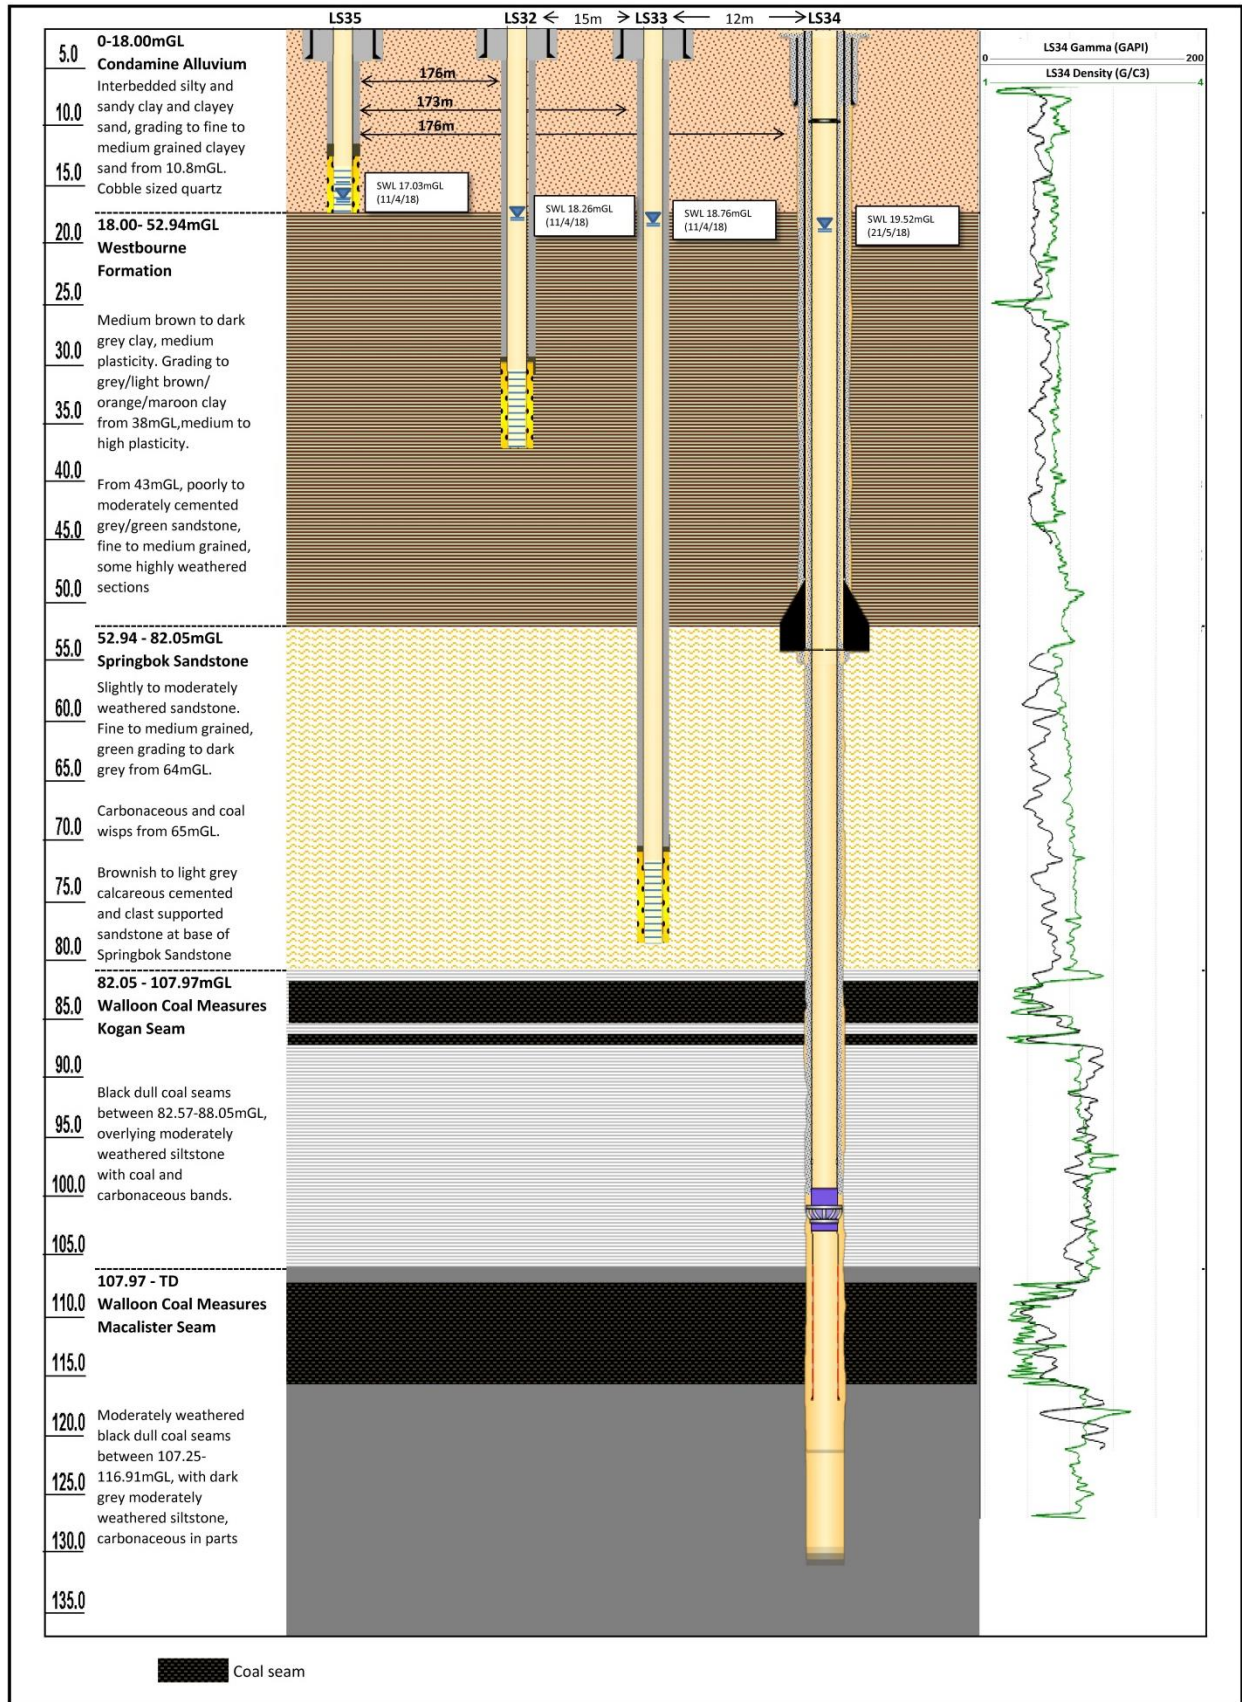 LS35 LS32 15m LS33 12m LS34
5.0
10.0
15.0
20.0
25.0
30.0
35.0
40.0
45.0
50.0
55.0
60.0
65.0
70.0
75.0
80.0
85.0
90.0
95.0
100.0
105.0
110.0
115.0
120.0
125.0
130.0
135.0
0-18.00mGL
Condamine Alluvium
Interbedded silty and
sandy clay and clayey
sand, grading to fine to
medium grained clayey
sand from 10.8mGL.
Cobble sized quartz
18.00- 52.94mGL
Westbourne
Formation
Medium brown to dark
grey clay, medium
plasticity. Grading to
grey/light brown/
orange/maroon clay
from 38mGL,medium to
high plasticity.
From 43mGL, poorly to
moderately cemented
grey/green sandstone,
fine to medium grained,
some highly weathered
sections
52.94 - 82.05mGL
Springbok Sandstone
Slightly to moderately
weathered sandstone.
Fine to medium grained,
green grading to dark
grey from 64mGL.
Carbonaceous and coal
wisps from 65mGL.
Brownish to light grey
calcareous cemented
and clast supported
sandstone at base of
Springbok Sandstone
82.05 - 107.97mGL
Walloon Coal Measures
Kogan Seam
Black dull coal seams
between 82.57-88.05mGL,
overlying moderately
weathered siltstone
with coal and
carbonaceous bands.
107.97 - TD
Walloon Coal Measures
Macalister Seam
Moderately weathered
black dull coal seams
between 107.25-
116.91mGL, with dark
grey moderately
weathered siltstone,
carbonaceous in parts
176m
173m
176m
SWL 17.03mGL
(11/4/18)
SWL 18.26mGL
(11/4/18)
SWL 18.76mGL
(11/4/18)
SWL 19.52mGL
(21/5/18)
LS34 Gamma (GAPI)
0 200
LS34 Density (G/C3)
1 4
Coal seam